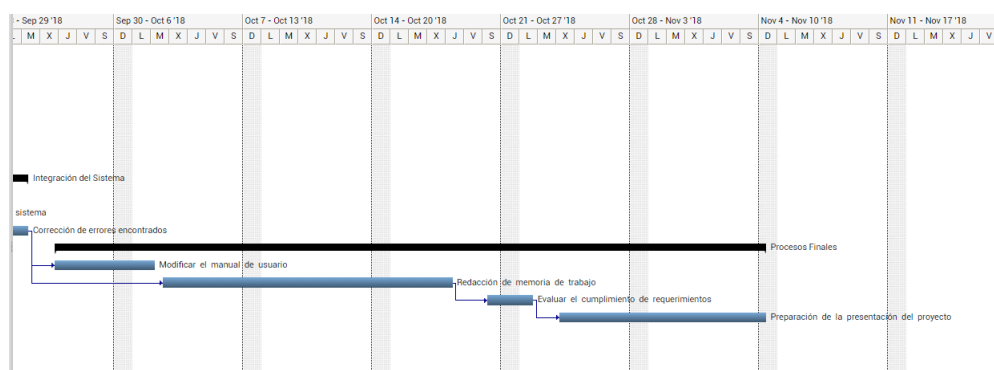 - Sep 29 '18 Sep 30 - Oct 6 '18 Oct 7 - Oct 13 '18 Oct 14 - Oct 20 '18 Oct 21 - Oct 27 '18 Oct 28 - Nov 3 '18 Nov 4 - Nov 10 '18 Nov 11 - Nov 17 '18
M X J V S D L M X J V S D L M X J V S D L M X J V S D L M X J V S D L M X J V S D L M X J V S D L M X J V
Integración del Sistema
sistema
Corrección de errores encontrados
Procesos Finales
Modificar el manual de usuario
Redacción de memoria de trabajo
Evaluar el cumplimiento de requerimientos
Preparación de la presentación del proyecto